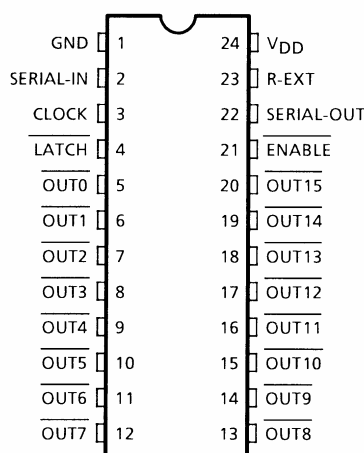 GND 1 24 VDD
SERIAL-IN 2 23 R-EXT
CLOCK 3 22 SERIAL-OUT
LATCH 4 21 ENABLE
OUT0 5 20 OUT15
OUT1 6 19 OUT14
OUT2 7 18 OUT13
OUT3 8 17 OUT12
OUT4 9 16 OUT11
OUT5 10 15 OUT10
OUT6 11 14 OUT9
OUT7 12 13 OUT8